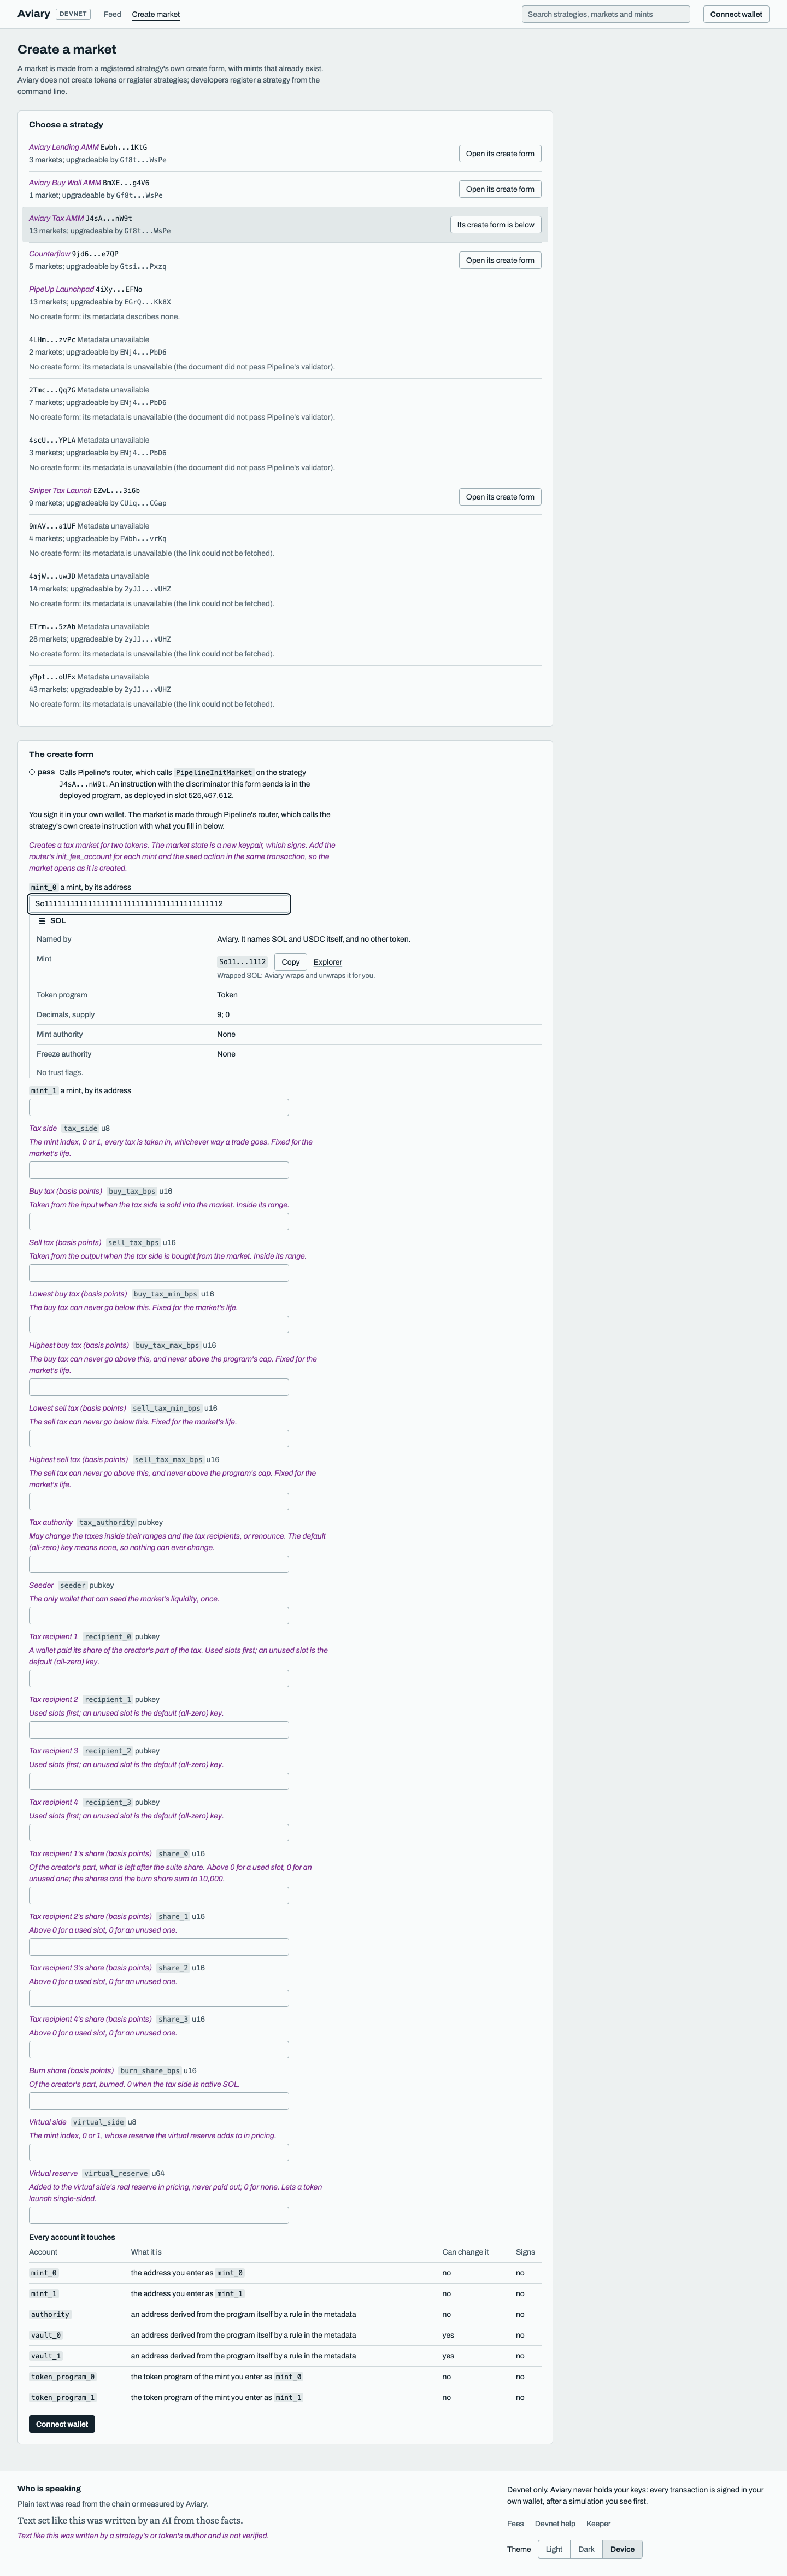 Aviary DEVNET Feed Create market Search strategies, markets and mints Connect wallet
Create a market
A market is made from a registered strategy's own create form, with mints that already exist.
Aviary does not create tokens or register strategies; developers register a strategy from the
command line.
Choose a strategy
Aviary Lending AMM Ewbh...1KtG
3 markets; upgradeable by Gf8t...WsPe
Open its create form
Aviary Buy Wall AMM BmXE...g4V6
1 market; upgradeable by Gf8t...WsPe
Open its create form
Aviary Tax AMM J4sA...nW9t
13 markets; upgradeable by Gf8t...WsPe
Its create form is below
Counterflow 9jd6...e7QP
5 markets; upgradeable by Gtsi...Pxzq
Open its create form
PipeUp Launchpad 4iXy...EFNo
13 markets; upgradeable by EGrQ...Kk8X
No create form: its metadata describes none.
4LHm...zvPc Metadata unavailable
2 markets; upgradeable by ENj4...PbD6
No create form: its metadata is unavailable (the document did not pass Pipeline's validator).
2Tmc...Qq7G Metadata unavailable
7 markets; upgradeable by ENj4...PbD6
No create form: its metadata is unavailable (the document did not pass Pipeline's validator).
4scU...YPLA Metadata unavailable
3 markets; upgradeable by ENj4...PbD6
No create form: its metadata is unavailable (the document did not pass Pipeline's validator).
Sniper Tax Launch EZwL...3i6b
9 markets; upgradeable by CUiq...CGap
Open its create form
9mAV...a1UF Metadata unavailable
4 markets; upgradeable by FWbh...vrKq
No create form: its metadata is unavailable (the link could not be fetched).
4ajW...uwJD Metadata unavailable
14 markets; upgradeable by 2yJJ...vUHZ
No create form: its metadata is unavailable (the link could not be fetched).
ETrm...5zAb Metadata unavailable
28 markets; upgradeable by 2yJJ...vUHZ
No create form: its metadata is unavailable (the link could not be fetched).
yRpt...oUFx Metadata unavailable
43 markets; upgradeable by 2yJJ...vUHZ
No create form: its metadata is unavailable (the link could not be fetched).
The create form
pass Calls Pipeline's router, which calls PipelineInitMarket on the strategy
J4sA...nW9t. An instruction with the discriminator this form sends is in the
deployed program, as deployed in slot 525,467,612.
You sign it in your own wallet. The market is made through Pipeline's router, which calls the
strategy's own create instruction with what you fill in below.
Creates a tax market for two tokens. The market state is a new keypair, which signs. Add the
router's init_fee_account for each mint and the seed action in the same transaction, so the
market opens as it is created.
mint_0 a mint, by its address
So11111111111111111111111111111111111111112
SOL
Named by Aviary. It names SOL and USDC itself, and no other token.
Mint So11...1112 Copy Explorer
Wrapped SOL: Aviary wraps and unwraps it for you.
Token program Token
Decimals, supply 9; 0
Mint authority None
Freeze authority None
No trust flags.
mint_1 a mint, by its address
Tax side tax_side u8
The mint index, 0 or 1, every tax is taken in, whichever way a trade goes. Fixed for the
market's life.
Buy tax (basis points) buy_tax_bps u16
Taken from the input when the tax side is sold into the market. Inside its range.
Sell tax (basis points) sell_tax_bps u16
Taken from the output when the tax side is bought from the market. Inside its range.
Lowest buy tax (basis points) buy_tax_min_bps u16
The buy tax can never go below this. Fixed for the market's life.
Highest buy tax (basis points) buy_tax_max_bps u16
The buy tax can never go above this, and never above the program's cap. Fixed for the
market's life.
Lowest sell tax (basis points) sell_tax_min_bps u16
The sell tax can never go below this. Fixed for the market's life.
Highest sell tax (basis points) sell_tax_max_bps u16
The sell tax can never go above this, and never above the program's cap. Fixed for the
market's life.
Tax authority tax_authority pubkey
May change the taxes inside their ranges and the tax recipients, or renounce. The default
(all-zero) key means none, so nothing can ever change.
Seeder seeder pubkey
The only wallet that can seed the market's liquidity, once.
Tax recipient 1 recipient_0 pubkey
A wallet paid its share of the creator's part of the tax. Used slots first; an unused slot is the
default (all-zero) key.
Tax recipient 2 recipient_1 pubkey
Used slots first; an unused slot is the default (all-zero) key.
Tax recipient 3 recipient_2 pubkey
Used slots first; an unused slot is the default (all-zero) key.
Tax recipient 4 recipient_3 pubkey
Used slots first; an unused slot is the default (all-zero) key.
Tax recipient 1's share (basis points) share_0 u16
Of the creator's part, what is left after the suite share. Above 0 for a used slot, 0 for an
unused one; the shares and the burn share sum to 10,000.
Tax recipient 2's share (basis points) share_1 u16
Above 0 for a used slot, 0 for an unused one.
Tax recipient 3's share (basis points) share_2 u16
Above 0 for a used slot, 0 for an unused one.
Tax recipient 4's share (basis points) share_3 u16
Above 0 for a used slot, 0 for an unused one.
Burn share (basis points) burn_share_bps u16
Of the creator's part, burned. 0 when the tax side is native SOL.
Virtual side virtual_side u8
The mint index, 0 or 1, whose reserve the virtual reserve adds to in pricing.
Virtual reserve virtual_reserve u64
Added to the virtual side's real reserve in pricing, never paid out; 0 for none. Lets a token
launch single-sided.
Every account it touches
Account What it is Can change it Signs
mint_0 the address you enter as mint_0 no no
mint_1 the address you enter as mint_1 no no
authority an address derived from the program itself by a rule in the metadata no no
vault_0 an address derived from the program itself by a rule in the metadata yes no
vault_1 an address derived from the program itself by a rule in the metadata yes no
token_program_0 the token program of the mint you enter as mint_0 no no
token_program_1 the token program of the mint you enter as mint_1 no no
Connect wallet
Who is speaking
Plain text was read from the chain or measured by Aviary.
Text set like this was written by an AI from those facts.
Text like this was written by a strategy's or token's author and is not verified.
Devnet only. Aviary never holds your keys: every transaction is signed in your
own wallet, after a simulation you see first.
Fees Devnet help Keeper
Theme Light Dark Device